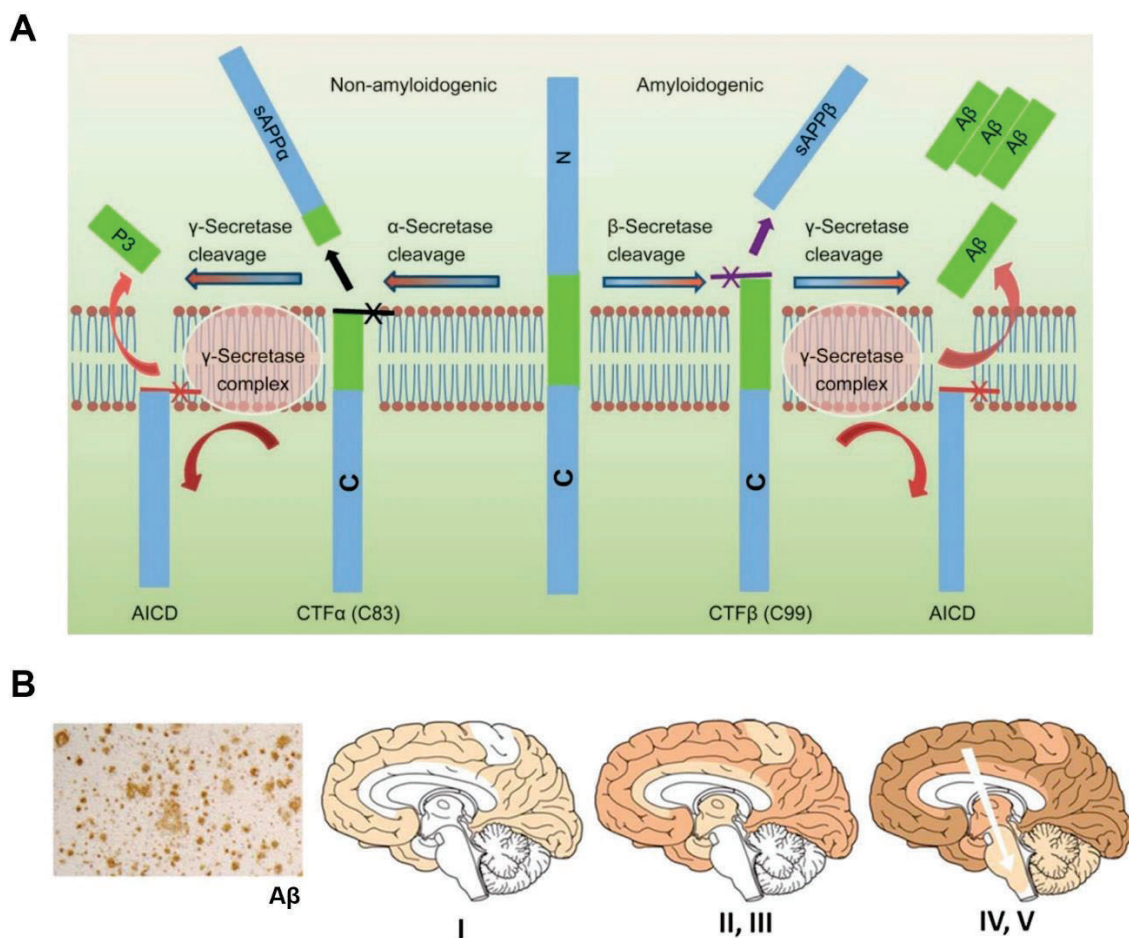 A
Non-amyloidogenic
Amyloidogenic
sAPPα
N
sAPPβ
Aβ
Aβ
Aβ
P3
γ-Secretase
cleavage
α-Secretase
cleavage
β-Secretase
cleavage
γ-Secretase
cleavage
Aβ
γ-Secretase
complex
γ-Secretase
complex
C
C
C
AICD
CTFα (C83)
CTFβ (C99)
AICD
B
Aβ
I
II, III
IV, V